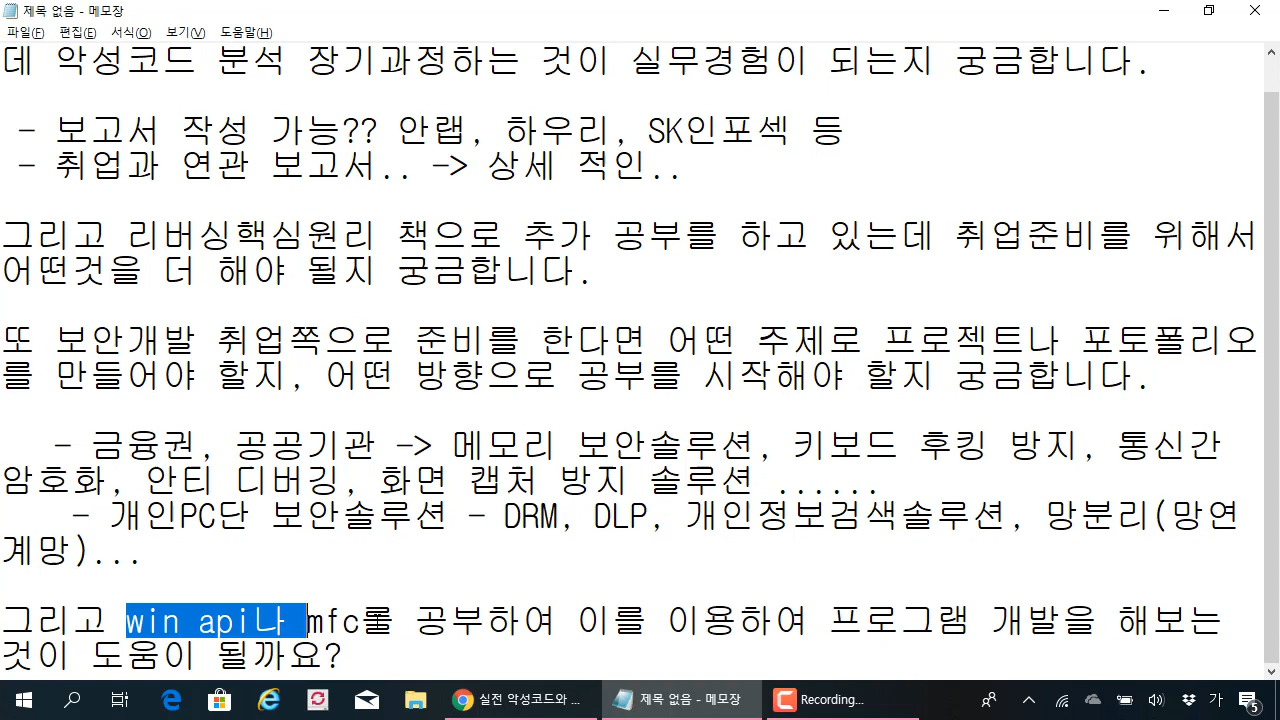 제목 없음 - 메모장
파일(F) 편집(E) 서식(O) 보기(V) 도움말(H)
데 악성코드 분석 장기과정하는 것이 실무경험이 되는지 궁금합니다.
- 보고서 작성 가능?? 안랩, 하우리, SK인포섹 등
- 취업과 연관 보고서.. -> 상세 적인..
그리고 리버싱핵심원리 책으로 추가 공부를 하고 있는데 취업준비를 위해서
어떤것을 더 해야 될지 궁금합니다.
또 보안개발 취업쪽으로 준비를 한다면 어떤 주제로 프로젝트나 포토폴리오
를 만들어야 할지, 어떤 방향으로 공부를 시작해야 할지 궁금합니다.
- 금융권, 공공기관 -> 메모리 보안솔루션, 키보드 후킹 방지, 통신간
암호화, 안티 디버깅, 화면 캡처 방지 솔루션 ......
- 개인PC단 보안솔루션 - DRM, DLP, 개인정보검색솔루션, 망분리(망연
계망)...
그리고 win api나 mfc를 공부하여 이를 이용하여 프로그램 개발을 해보는
것이 도움이 될까요?
실전 악성코드와 ... 제목 없음 - 메모장 Recording... 가 5